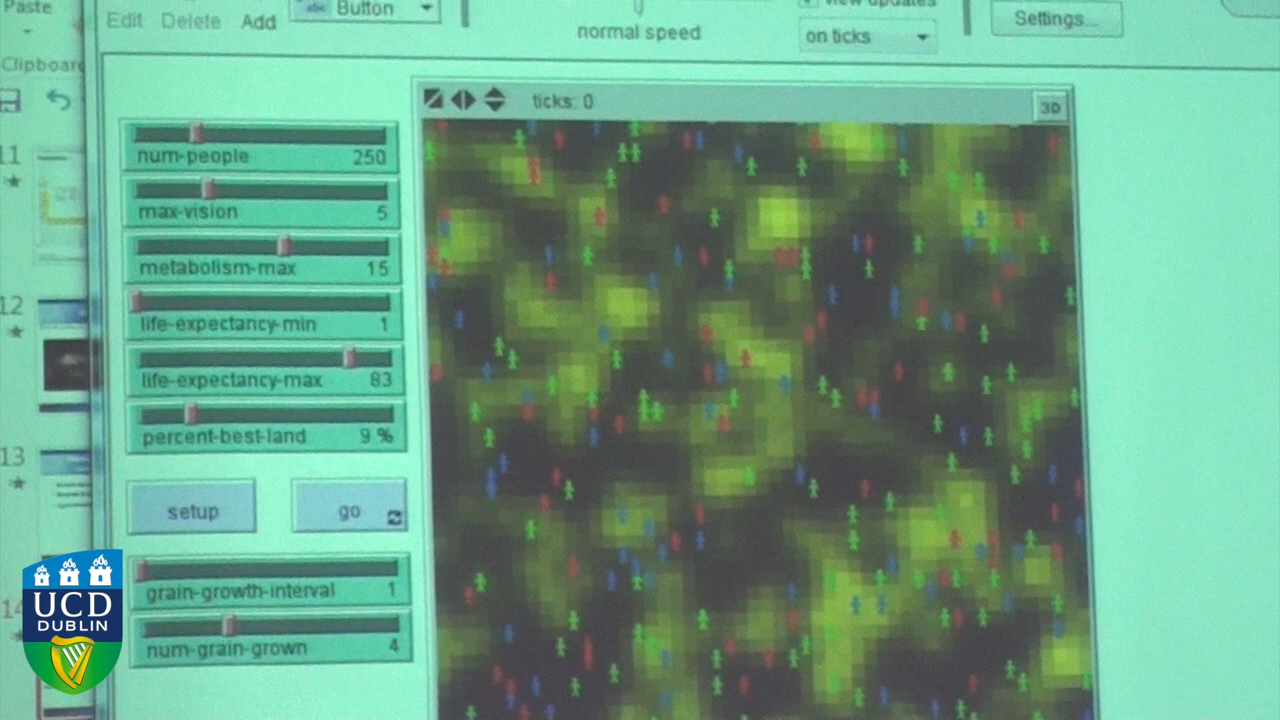 Paste
Clipboar
11
12
13
14
Edit Delete Add
abc Button
normal speed
view updates
on ticks
Settings...
ticks: 0
3D
num-people 250
max-vision 5
metabolism-max 15
life-expectancy-min 1
life-expectancy-max 83
percent-best-land 9 %
setup
go
grain-growth-interval 1
num-grain-grown 4
UCD
DUBLIN